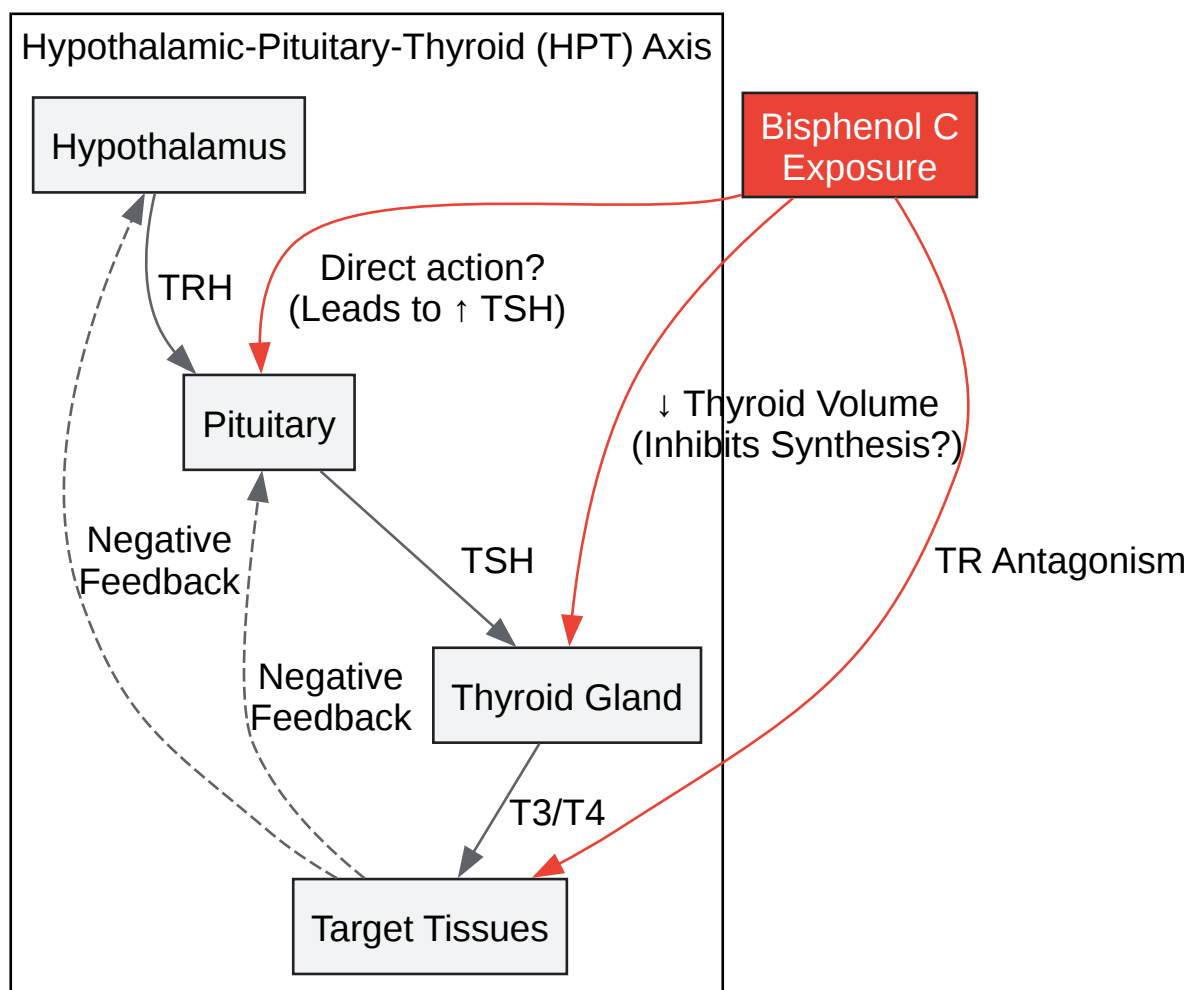 Hypothalamic-Pituitary-Thyroid (HPT) Axis
Hypothalamus
Bisphenol C
Exposure
Direct action?
(Leads to ↑ TSH)
TRH
Pituitary
↓ Thyroid Volume
(Inhibits Synthesis?)
Negative
Feedback
TSH
TR Antagonism
Negative
Feedback
Thyroid Gland
T3/T4
Target Tissues